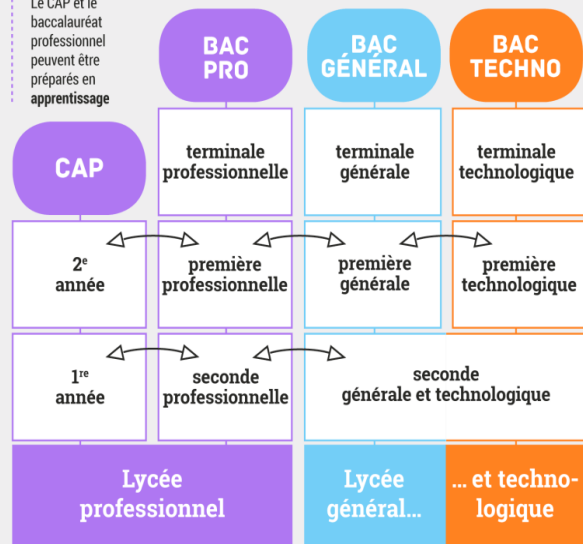 Le CAP et le
baccalauréat
professionnel
peuvent être
préparés en
apprentissage
BAC
PRO
BAC
GÉNÉRAL
BAC
TECHNO
CAP
terminale
professionnelle
terminale
générale
terminale
technologique
2e
année
première
professionnelle
première
générale
première
technologique
1re
année
seconde
professionnelle
seconde
générale et technologique
Lycée
professionnel
Lycée
général...
... et techno-
logique